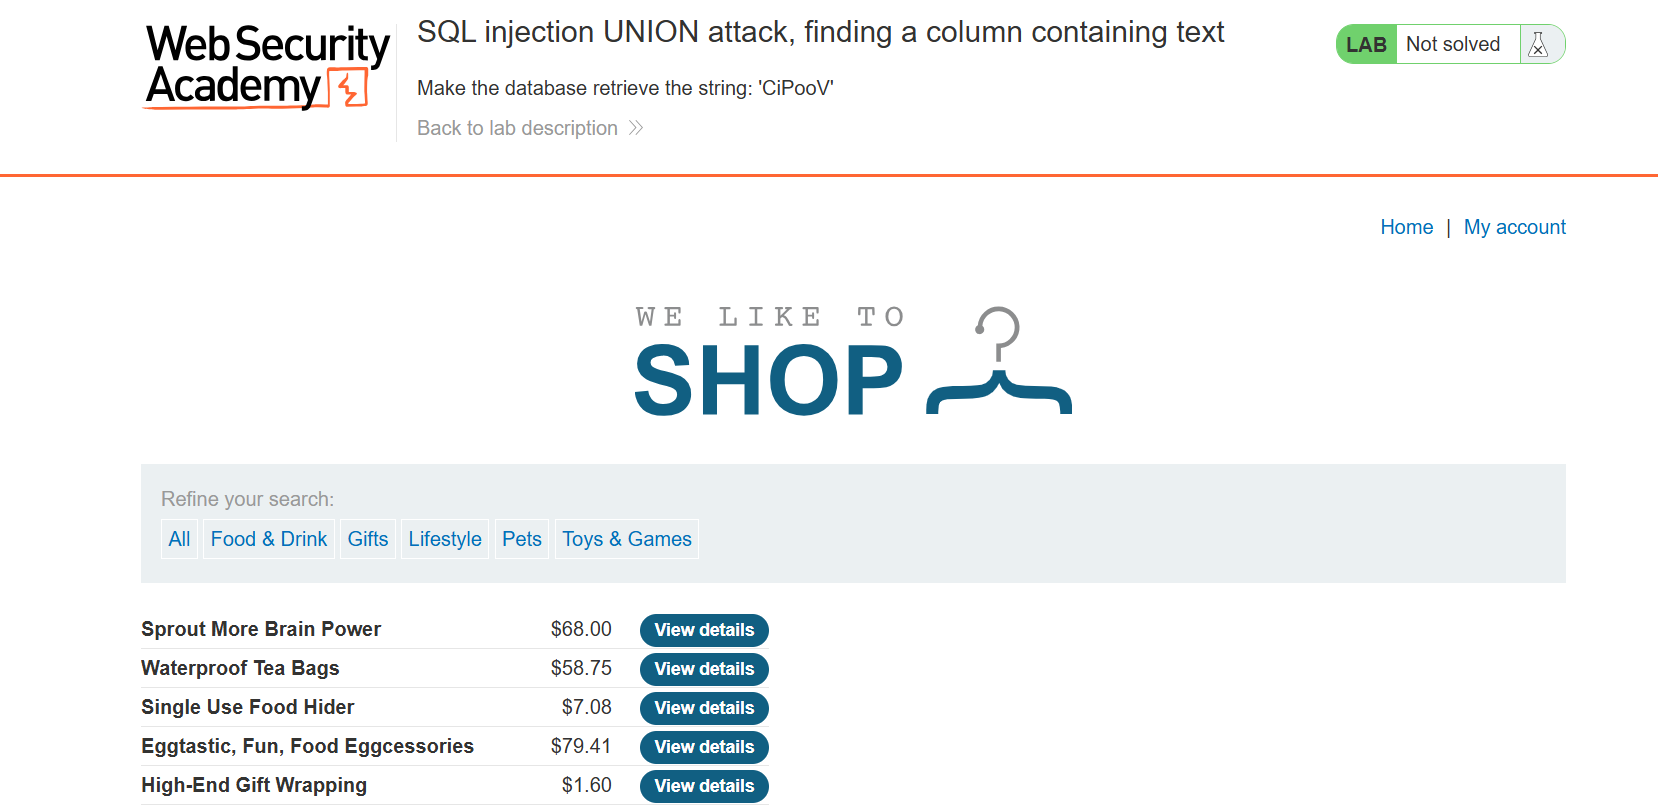 Web Security
Academy
SQL injection UNION attack, finding a column containing text
Make the database retrieve the string: 'CiPooV'
Back to lab description
LAB Not solved
Home | My account
WE LIKE TO
SHOP
Refine your search:
All Food & Drink Gifts Lifestyle Pets Toys & Games
Sprout More Brain Power $68.00 View details
Waterproof Tea Bags $58.75 View details
Single Use Food Hider $7.08 View details
Eggtastic, Fun, Food Eggcessories $79.41 View details
High-End Gift Wrapping $1.60 View details